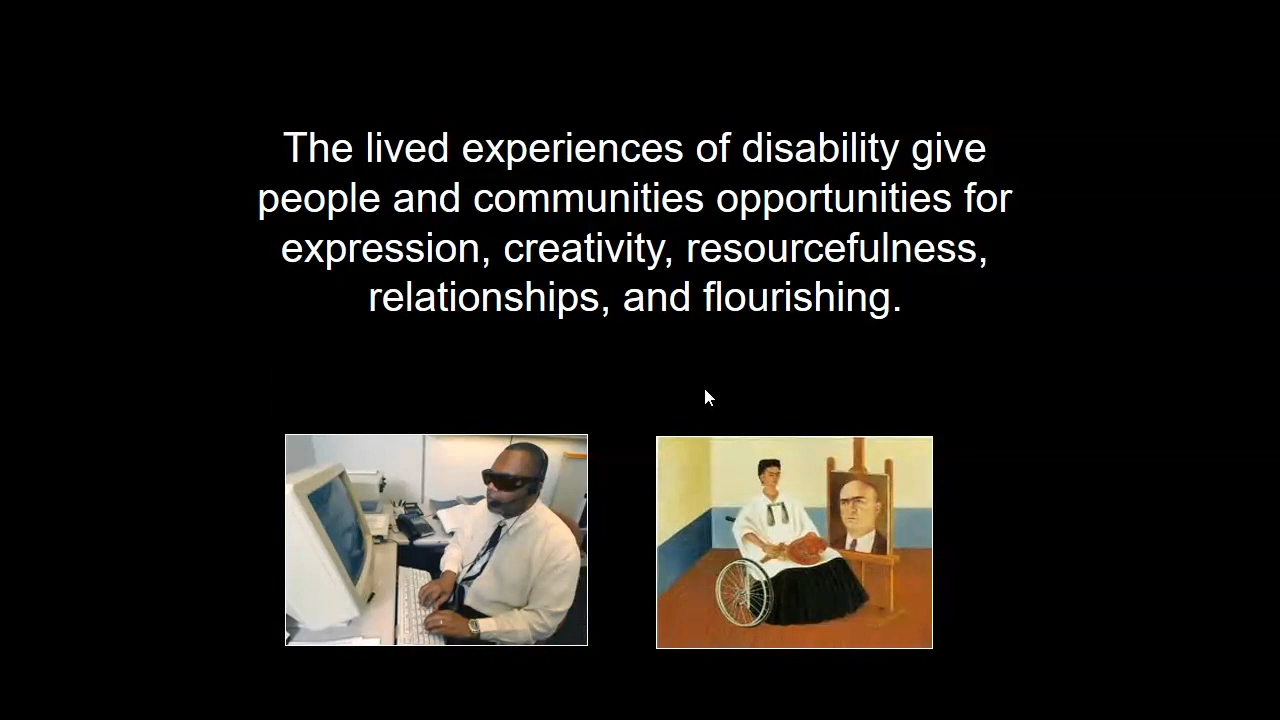 The lived experiences of disability give
people and communities opportunities for
expression, creativity, resourcefulness,
relationships, and flourishing.